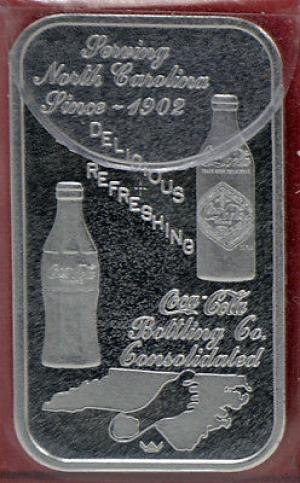 Serving
North Carolina
Since - 1902
DELICIOUS
REFRESHING
Coca-Cola
Bottling Co.
Consolidated